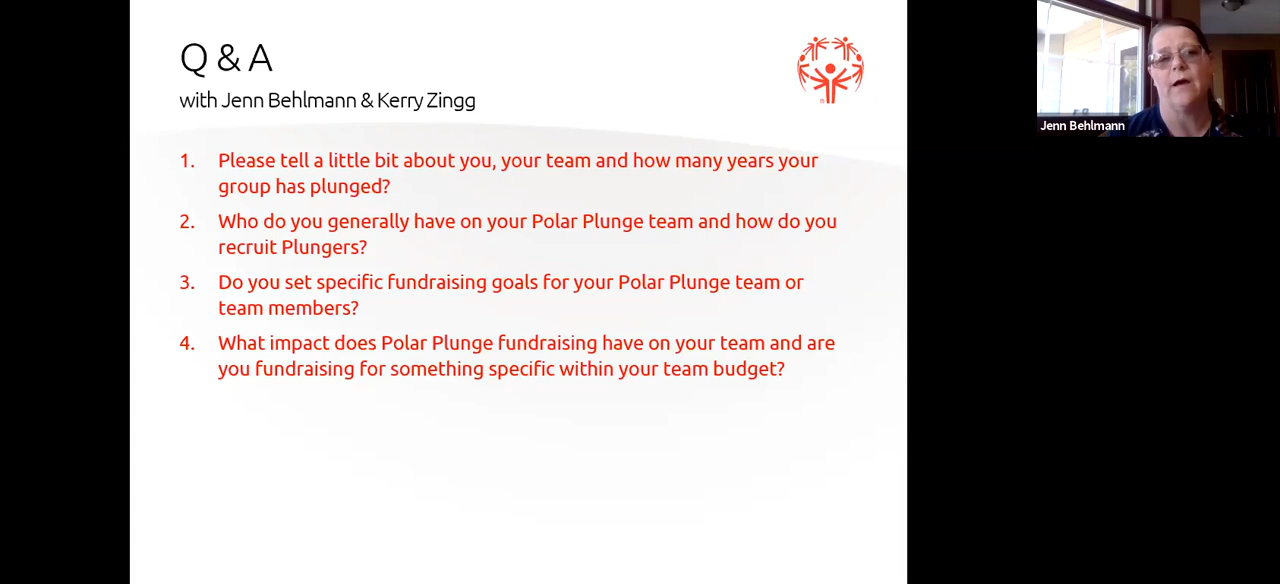 Q & A
with Jenn Behlmann & Kerry Zingg
1. Please tell a little bit about you, your team and how many years your
group has plunged?
2. Who do you generally have on your Polar Plunge team and how do you
recruit Plungers?
3. Do you set specific fundraising goals for your Polar Plunge team or
team members?
4. What impact does Polar Plunge fundraising have on your team and are
you fundraising for something specific within your team budget?
Jenn Behlmann